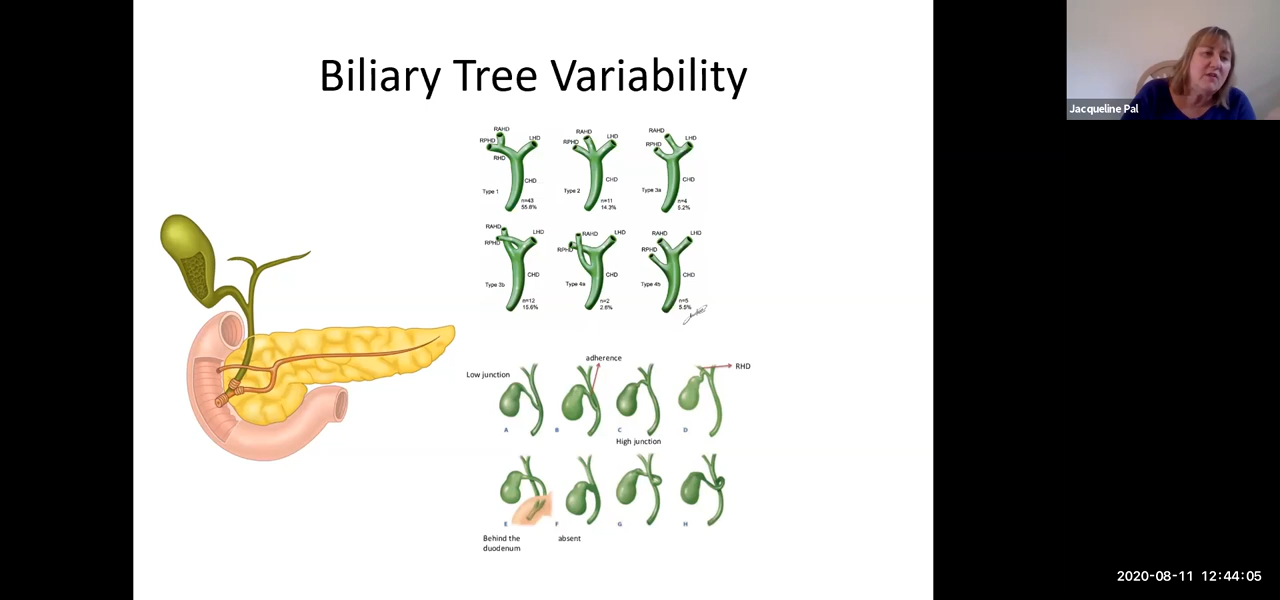 Biliary Tree Variability
Jacqueline Pal
RAHD
RPHD
LHD
RHD
CHD
Type 1
n=43
55.8%
RAHD
LHD
RPHD
CHD
Type 2
n=11
14.3%
RAHD
LHD
RPHD
CHD
Type 3a
n=4
5.2%
RAHD
LHD
RPHD
CHD
Type 3b
n=12
15.6%
RAHD
LHD
RPHD
CHD
Type 4a
n=2
2.6%
RAHD
LHD
RPHD
CHD
Type 4b
n=5
5.5%
adherence
Low junction
RHD
A
B
C
D
High junction
E
F
G
H
Behind the
duodenum
absent
2020-08-11 12:44:05